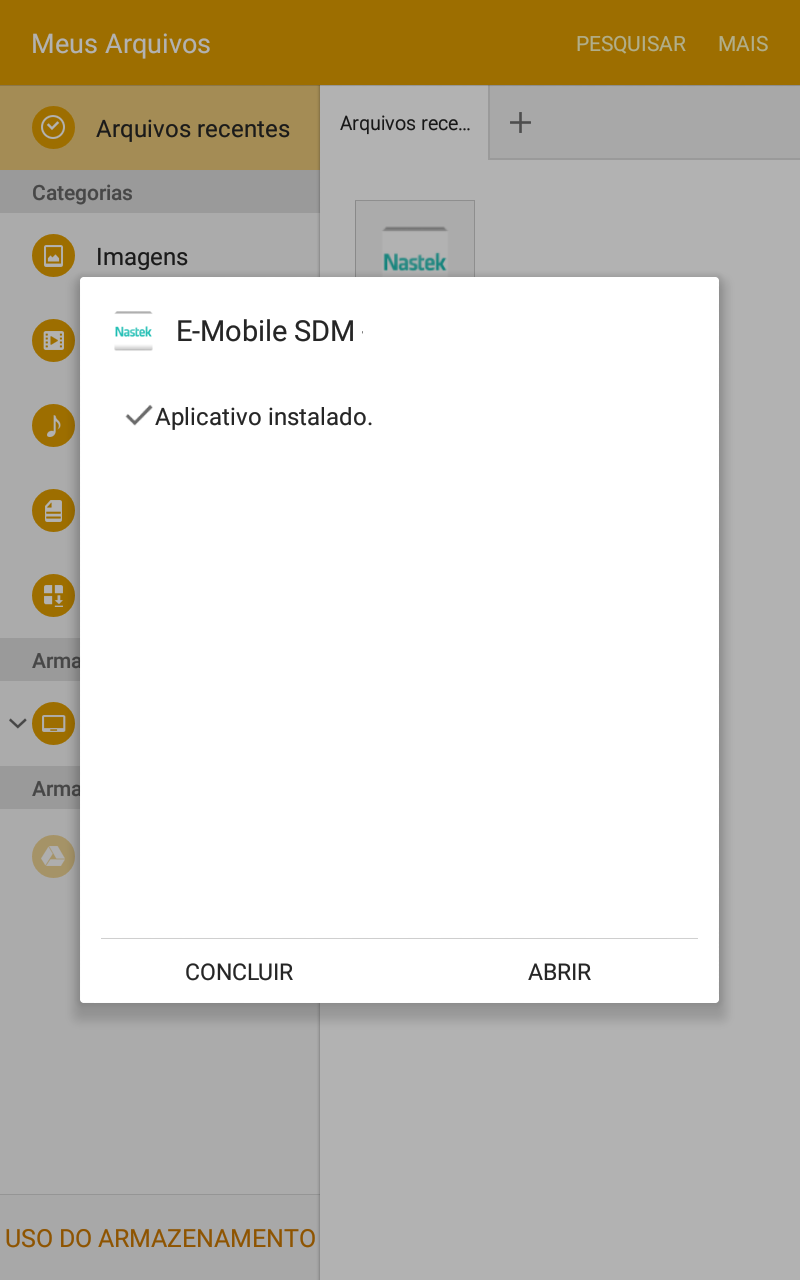 Meus Arquivos
PESQUISAR
MAIS
Arquivos recentes
Arquivos rece...
Categorias
Imagens
Nastek
Nastek
E-Mobile SDM
Aplicativo instalado.
Arma
Arma
CONCLUIR
ABRIR
USO DO ARMAZENAMENTO